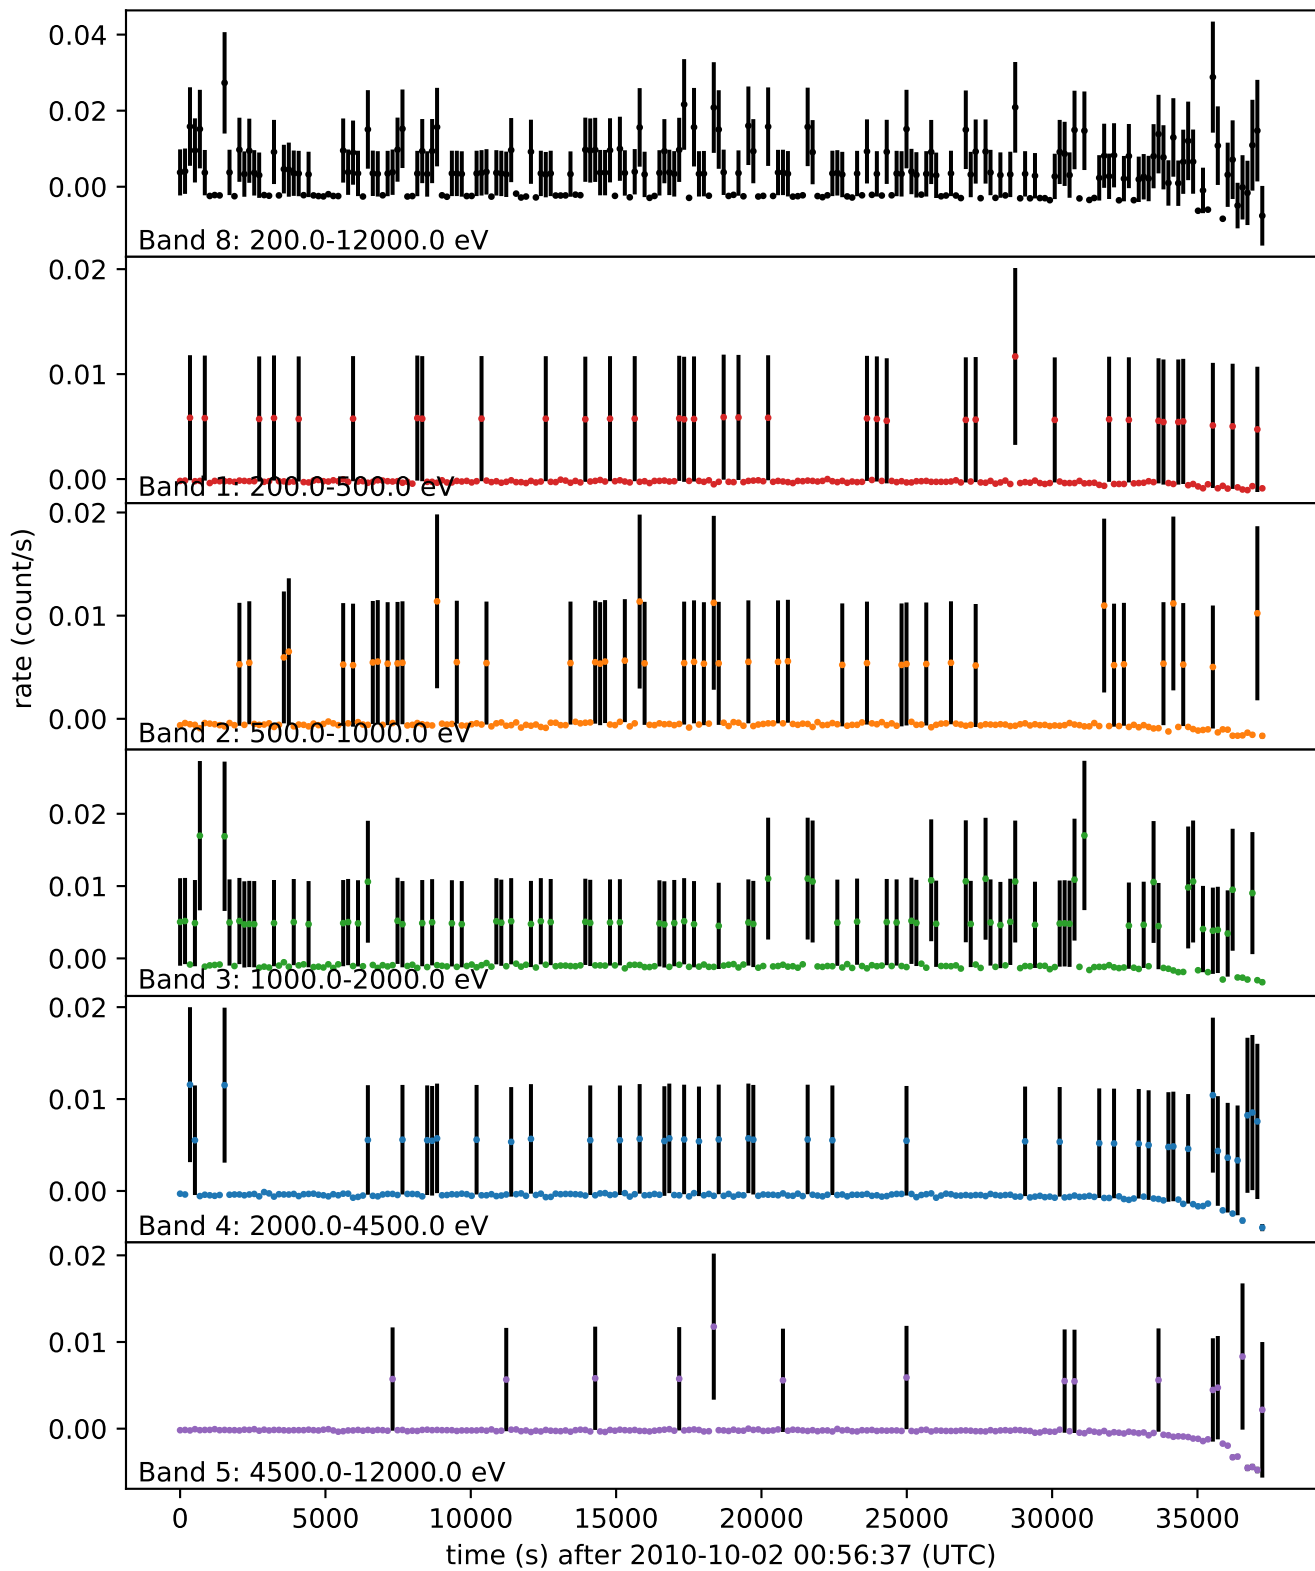 0.04
0.02
0.00
Band 8: 200.0-12000.0 eV
0.02
0.01
0.00
Band 1: 200.0-500.0 eV
0.02
0.01
0.00
Band 2: 500.0-1000.0 eV
rate (count/s)
0.02
0.01
0.00
Band 3: 1000.0-2000.0 eV
0.02
0.01
0.00
Band 4: 2000.0-4500.0 eV
0.02
0.01
0.00
Band 5: 4500.0-12000.0 eV
0 5000 10000 15000 20000 25000 30000 35000
time (s) after 2010-10-02 00:56:37 (UTC)